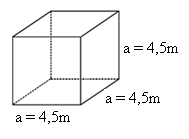 a = 4,5m
a = 4,5m
a = 4,5m